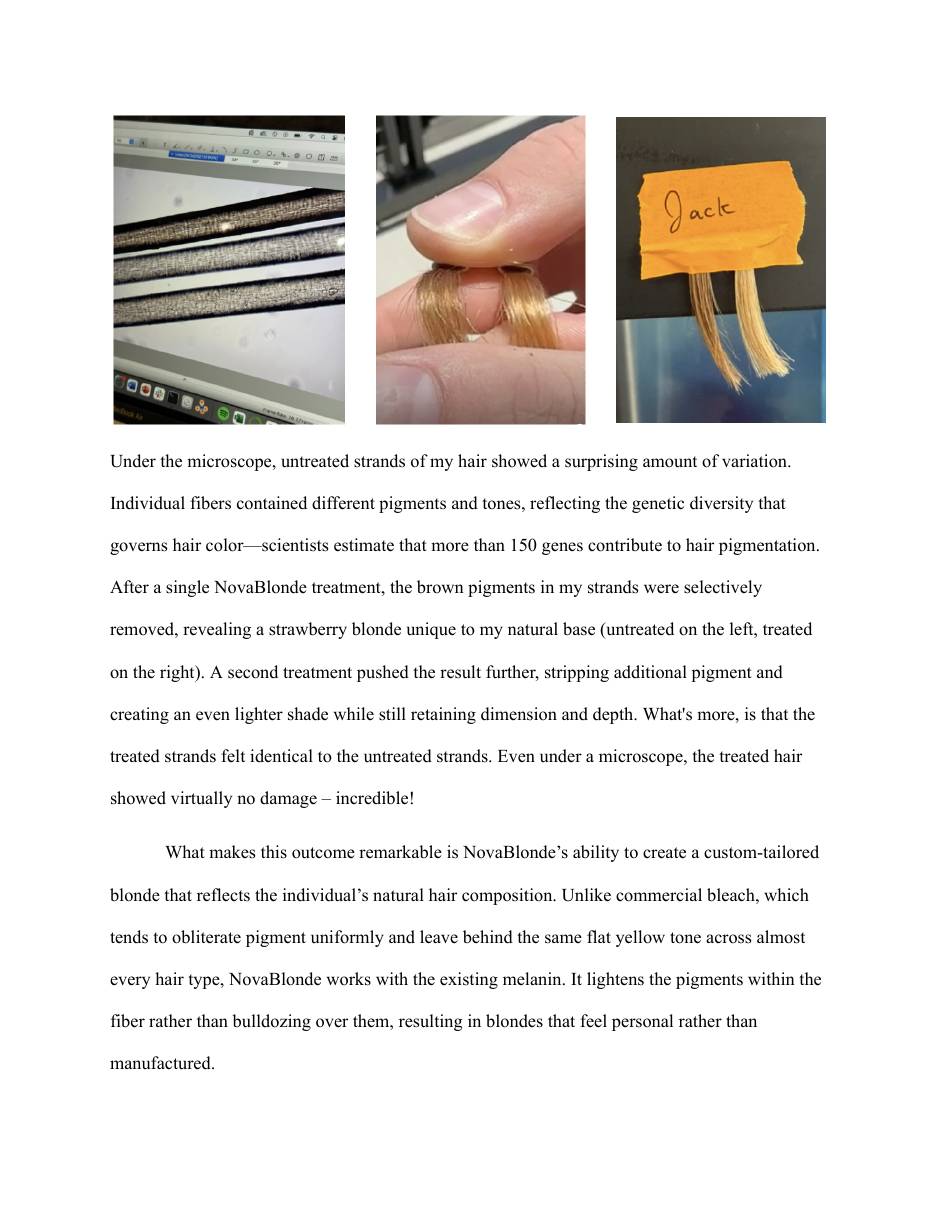 Jack
Under the microscope, untreated strands of my hair showed a surprising amount of variation.
Individual fibers contained different pigments and tones, reflecting the genetic diversity that
governs hair color—scientists estimate that more than 150 genes contribute to hair pigmentation.
After a single NovaBlonde treatment, the brown pigments in my strands were selectively
removed, revealing a strawberry blonde unique to my natural base (untreated on the left, treated
on the right). A second treatment pushed the result further, stripping additional pigment and
creating an even lighter shade while still retaining dimension and depth. What's more, is that the
treated strands felt identical to the untreated strands. Even under a microscope, the treated hair
showed virtually no damage – incredible!
What makes this outcome remarkable is NovaBlonde’s ability to create a custom-tailored
blonde that reflects the individual’s natural hair composition. Unlike commercial bleach, which
tends to obliterate pigment uniformly and leave behind the same flat yellow tone across almost
every hair type, NovaBlonde works with the existing melanin. It lightens the pigments within the
fiber rather than bulldozing over them, resulting in blondes that feel personal rather than
manufactured.